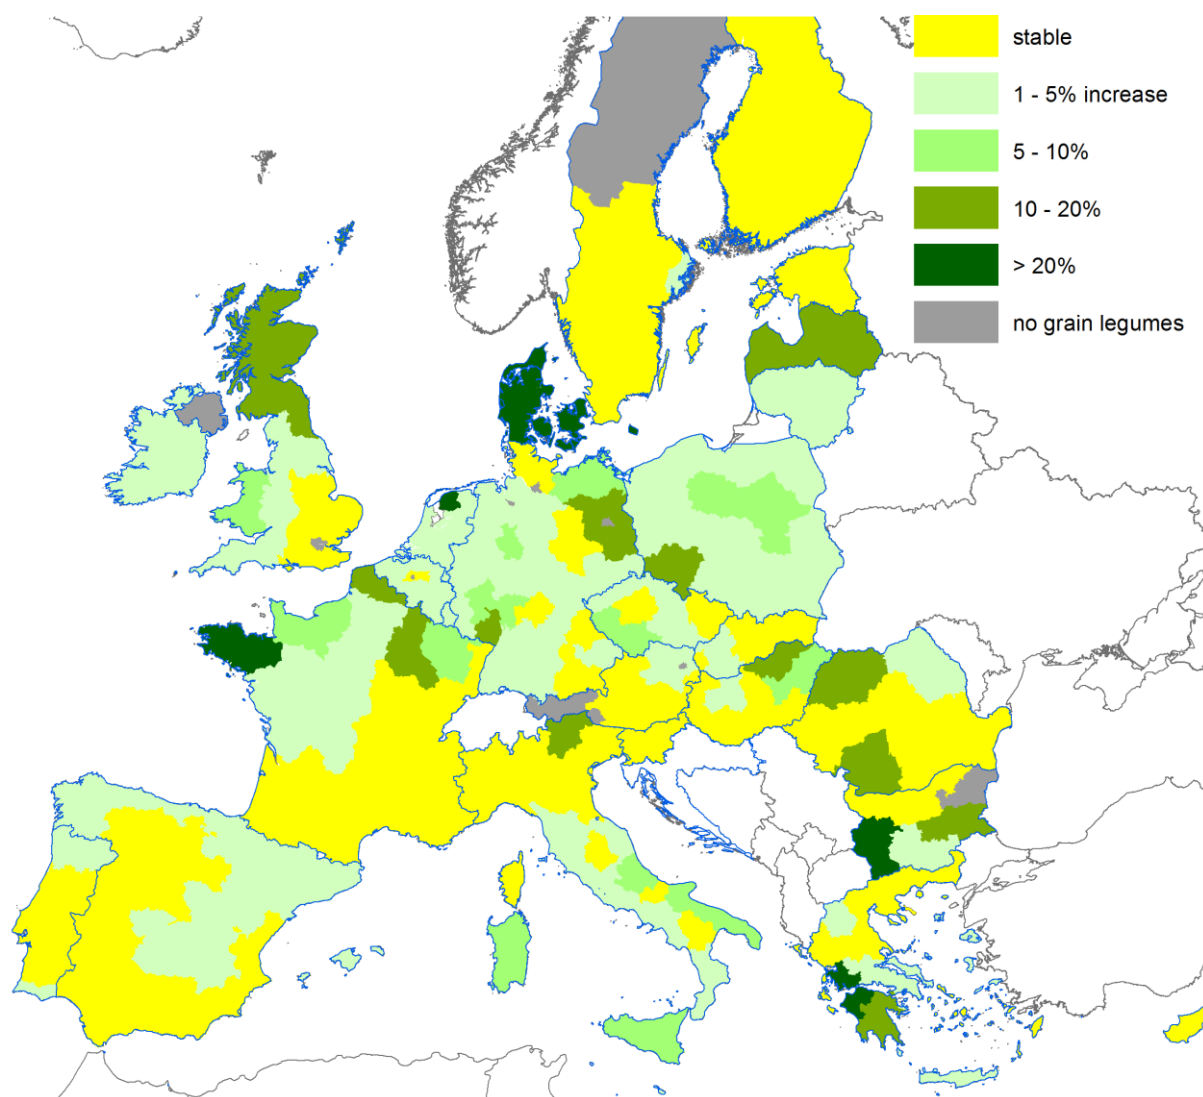 stable
1 - 5% increase
5 - 10%
10 - 20%
> 20%
no grain legumes